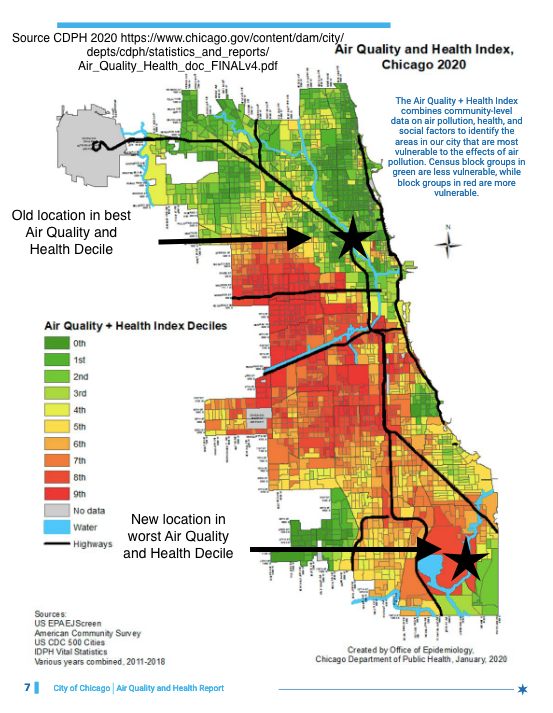 Source CDPH 2020 https://www.chicago.gov/content/dam/city/
depts/cdph/statistics_and_reports/
Air_Quality_Health_doc_FINALv4.pdf
Air Quality and Health Index,
Chicago 2020
The Air Quality + Health Index
combines community-level
data on air pollution, health, and
social factors to identify the
areas in our city that are most
vulnerable to the effects of air
pollution. Census block groups in
green are less vulnerable, while
block groups in red are more
vulnerable.
Old location in best
Air Quality and
Health Decile
N
Air Quality + Health Index Deciles
0th
1st
2nd
3rd
4th
5th
6th
7th
8th
9th
No data
Water
Highways
New location in
worst Air Quality
and Health Decile
Sources:
US EPAEJScreen
American Community Survey
US CDC 500 Cities
IDPH Vital Statistics
Various years combined, 2011-2018
Created by Office of Epidemiology,
Chicago Department of Public Health, January, 2020
7 City of Chicago | Air Quality and Health Report